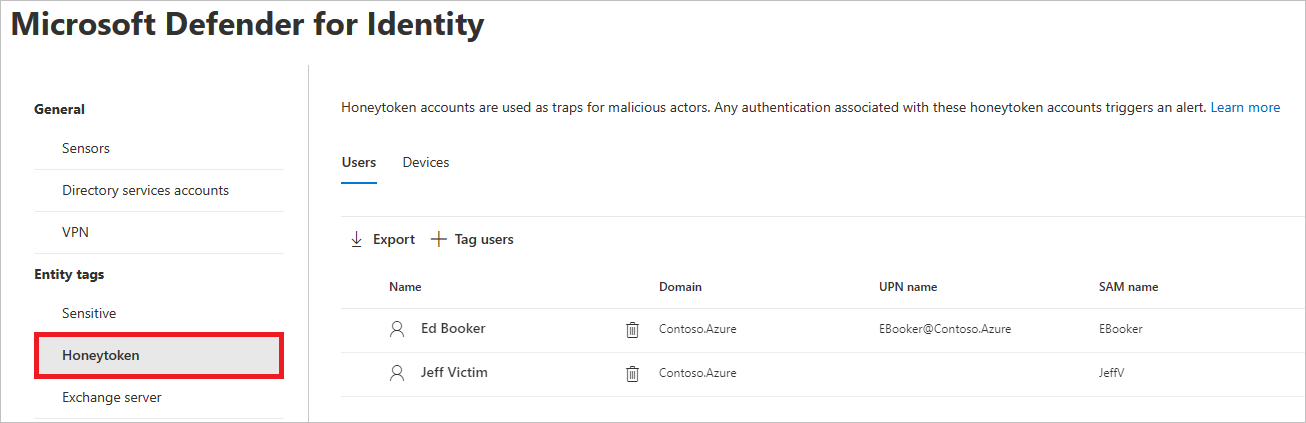 Microsoft Defender for Identity
General
Sensors
Directory services accounts
VPN
Entity tags
Sensitive
Honeytoken
Exchange server
Honeytoken accounts are used as traps for malicious actors. Any authentication associated with these honeytoken accounts triggers an alert. Learn more
Users Devices
Export Tag users
Name Domain UPN name SAM name
Ed Booker Contoso.Azure EBooker@Contoso.Azure EBooker
Jeff Victim Contoso.Azure JeffV